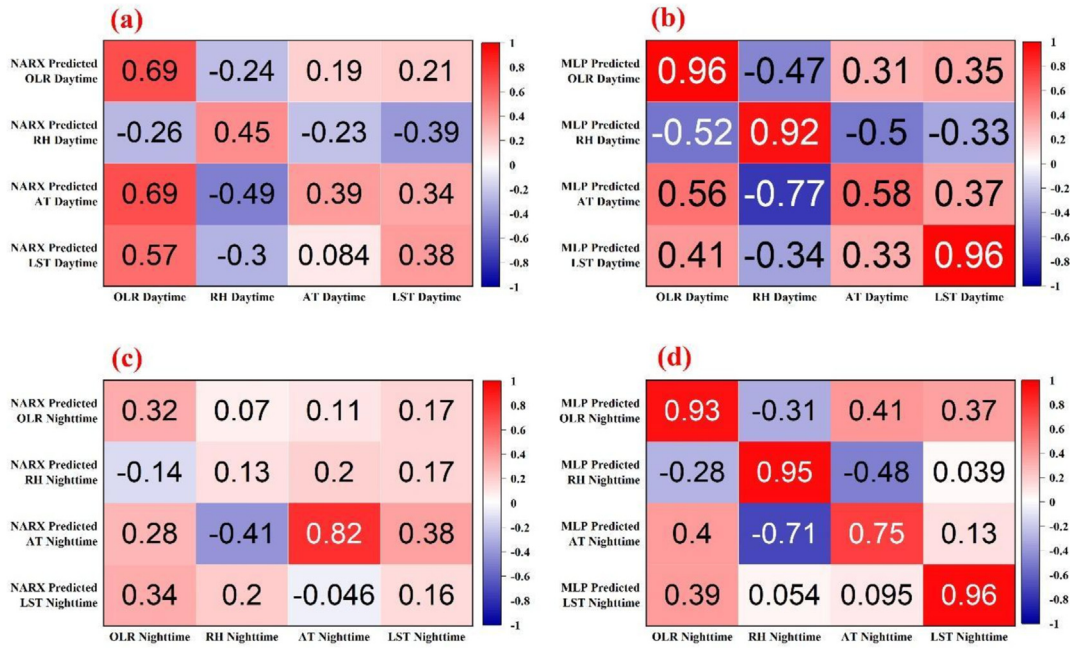 (a)
NARX Predicted
OLR Daytime
0.69 -0.24 0.19 0.21
NARX Predicted
RH Daytime
-0.26 0.45 -0.23 -0.39
NARX Predicted
AT Daytime
0.69 -0.49 0.39 0.34
NARX Predicted
LST Daytime
0.57 -0.3 0.084 0.38
OLR Daytime RH Daytime AT Daytime LST Daytime
1
0.8
0.6
0.4
0.2
0
-0.2
-0.4
-0.6
-0.8
-1
(b)
MLP Predicted
OLR Daytime
0.96 -0.47 0.31 0.35
MLP Predicted
RH Daytime
-0.52 0.92 -0.5 -0.33
MLP Predicted
AT Daytime
0.56 -0.77 0.58 0.37
MLP Predicted
LST Daytime
0.41 -0.34 0.33 0.96
OLR Daytime RH Daytime AT Daytime LST Daytime
1
0.8
0.6
0.4
0.2
0
-0.2
-0.4
-0.6
-0.8
-1
(c)
NARX Predicted
OLR Nighttime
0.32 0.07 0.11 0.17
NARX Predicted
RH Nighttime
-0.14 0.13 0.2 0.17
NARX Predicted
AT Nighttime
0.28 -0.41 0.82 0.38
NARX Predicted
LST Nighttime
0.34 0.2 -0.046 0.16
OLR Nighttime RH Nighttime AT Nighttime LST Nighttime
1
0.8
0.6
0.4
0.2
0
-0.2
-0.4
-0.6
-0.8
-1
(d)
MLP Predicted
OLR Nighttime
0.93 -0.31 0.41 0.37
MLP Predicted
RH Nighttime
-0.28 0.95 -0.48 0.039
MLP Predicted
AT Nighttime
0.4 -0.71 0.75 0.13
MLP Predicted
LST Nighttime
0.39 0.054 0.095 0.96
OLR Nighttime RH Nighttime AT Nighttime LST Nighttime
1
0.8
0.6
0.4
0.2
0
-0.2
-0.4
-0.6
-0.8
-1